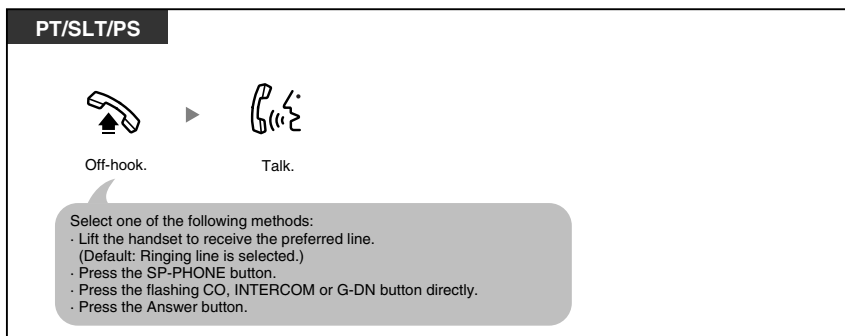 PT/SLT/PS
Off-hook.
Talk.
Select one of the following methods:
· Lift the handset to receive the preferred line.
(Default: Ringing line is selected.)
· Press the SP-PHONE button.
· Press the flashing CO, INTERCOM or G-DN button directly.
· Press the Answer button.